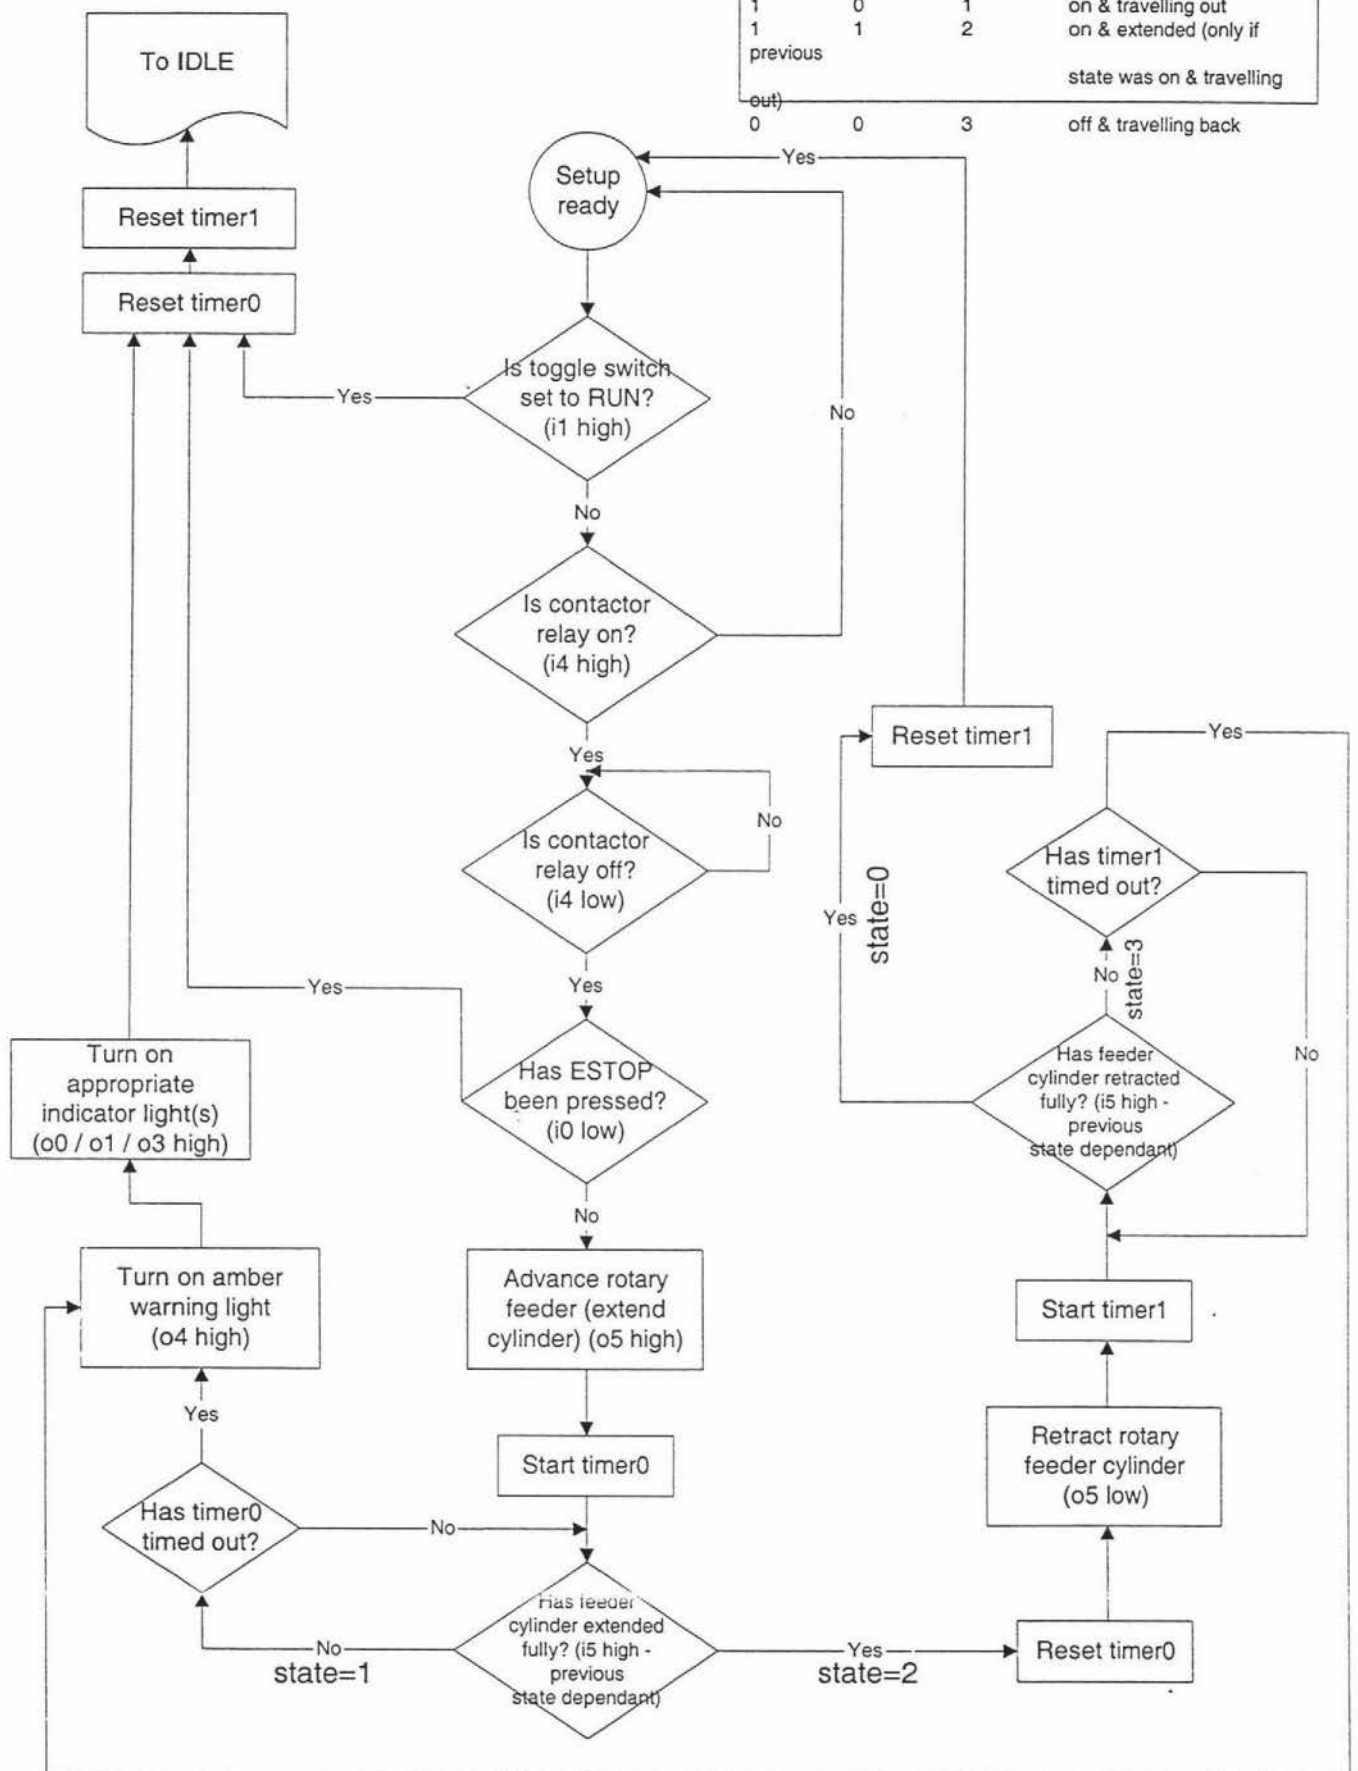 1 0 1 on & travelling out
1 1 2 on & extended (only if
previous
state was on & travelling
out)
0 0 3 off & travelling back
To IDLE
Reset timer1
Reset timer0
Setup
ready
Yes
Is toggle switch
set to RUN?
(i1 high)
Yes
No
No
Is contactor
relay on?
(i4 high)
Yes
Reset timer1
Yes
Is contactor
relay off?
(i4 low)
No
Has timer1
timed out?
Yes
state=0
No
state=3
No
Yes
Yes
Has ESTOP
been pressed?
(i0 low)
Has feeder
cylinder retracted
fully? (i5 high -
previous
state dependant)
Turn on
appropriate
indicator light(s)
(o0 / o1 / o3 high)
No
Turn on amber
warning light
(o4 high)
Advance rotary
feeder (extend
cylinder) (o5 high)
Start timer1
Yes
Start timer0
Retract rotary
feeder cylinder
(o5 low)
Has timer0
timed out?
No
Has feeder
cylinder extended
fully? (i5 high -
previous
state dependant)
No
state=1
Yes
state=2
Reset timer0